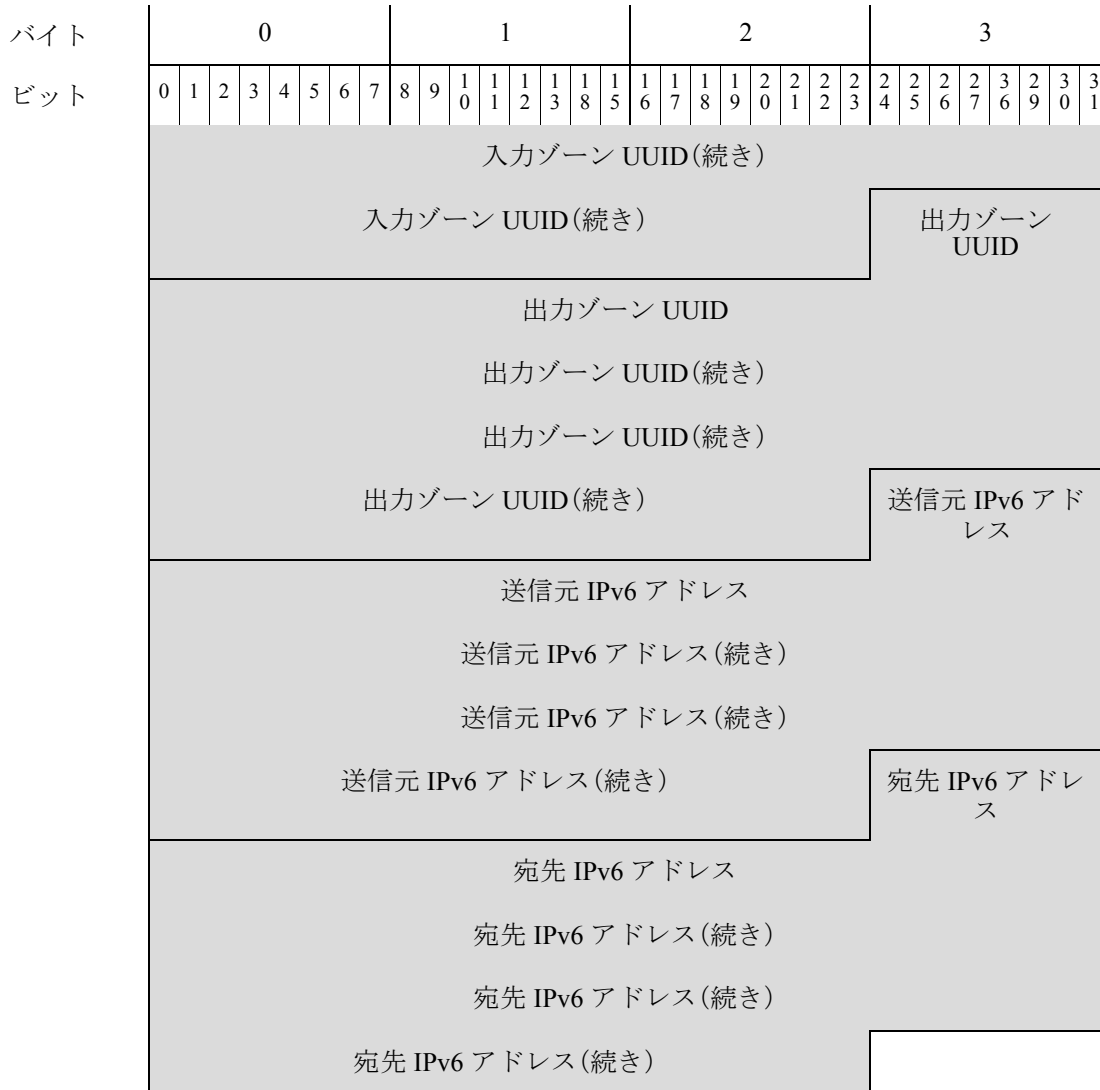 バイト 0 1 2 3
ビット 0 1 2 3 4 5 6 7 8 9 10 11 12 13 18 15 16 17 18 19 20 21 22 23 24 25 26 27 36 29 30 31
入力ゾーン UUID(続き)
入力ゾーン UUID(続き) 出力ゾーン
UUID
出力ゾーン UUID
出力ゾーン UUID(続き)
出力ゾーン UUID(続き)
出力ゾーン UUID(続き) 送信元 IPv6 アド
レス
送信元 IPv6 アドレス
送信元 IPv6 アドレス(続き)
送信元 IPv6 アドレス(続き)
送信元 IPv6 アドレス(続き) 宛先 IPv6 アドレ
ス
宛先 IPv6 アドレス
宛先 IPv6 アドレス(続き)
宛先 IPv6 アドレス(続き)
宛先 IPv6 アドレス(続き)